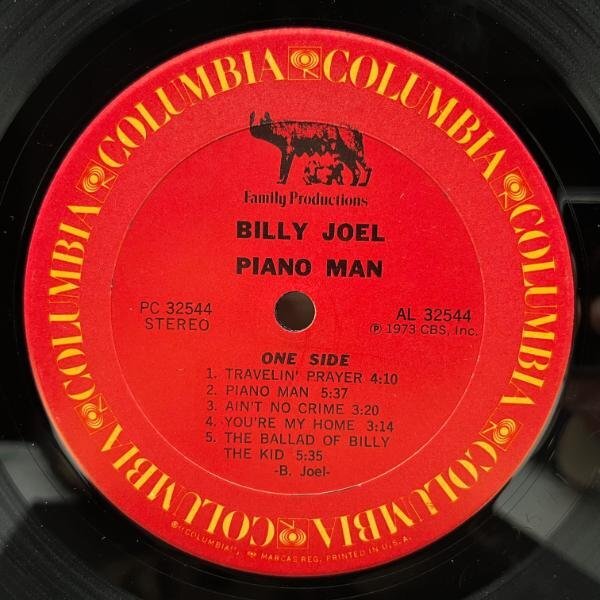 COLUMBIA COLUMBIA COLUMBIA COLUMBIA COLUMBIA COLUMBIA
Family Productions
BILLY JOEL
PIANO MAN
PC 32544
STEREO
AL 32544
Ⓟ 1973 CBS, Inc.
ONE SIDE
1. TRAVELIN' PRAYER 4:10
2. PIANO MAN 5:37
3. AIN'T NO CRIME 3:20
4. YOU'RE MY HOME 3:14
5. THE BALLAD OF BILLY
THE KID 5:35
-B. Joel-
® "COLUMBIA", MARCAS REG. PRINTED IN U.S.A.